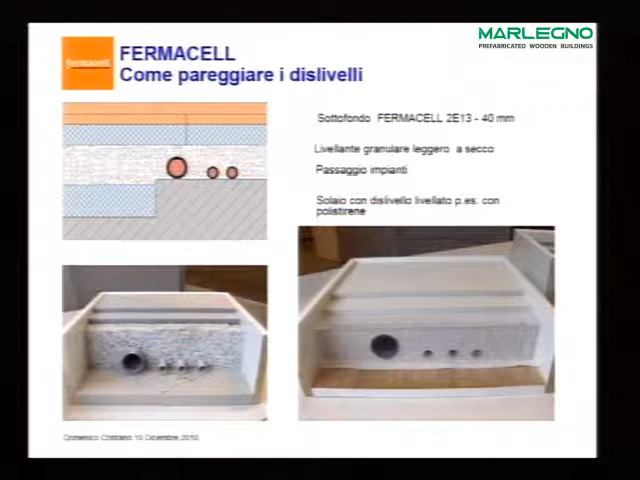 MARLEGNO
PREFABRICATED WOODEN BUILDINGS
fermacell
FERMACELL
Come pareggiare i dislivelli
Sottofondo FERMACELL 2E13 - 40 mm
Livellante granulare leggero a secco
Passaggio impianti
Solaio con dislivello livellato p.es. con
polistirene
Domenico Cristiano 10 Dicembre 2010